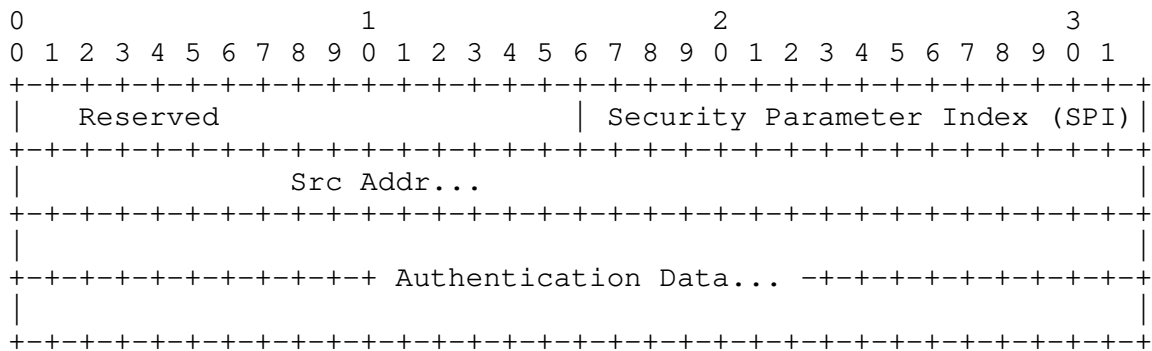 0                   1                   2                   3
0 1 2 3 4 5 6 7 8 9 0 1 2 3 4 5 6 7 8 9 0 1 2 3 4 5 6 7 8 9 0 1
+-+-+-+-+-+-+-+-+-+-+-+-+-+-+-+-+-+-+-+-+-+-+-+-+-+-+-+-+-+-+-+-+
|   Reserved                    | Security Parameter Index (SPI)|
+-+-+-+-+-+-+-+-+-+-+-+-+-+-+-+-+-+-+-+-+-+-+-+-+-+-+-+-+-+-+-+-+
|               Src Addr...                                     |
+-+-+-+-+-+-+-+-+-+-+-+-+-+-+-+-+-+-+-+-+-+-+-+-+-+-+-+-+-+-+-+-+
|                                                               |
+-+-+-+-+-+-+-+-+-+-+ Authentication Data... -+-+-+-+-+-+-+-+-+-+
|                                                               |
+-+-+-+-+-+-+-+-+-+-+-+-+-+-+-+-+-+-+-+-+-+-+-+-+-+-+-+-+-+-+-+-+